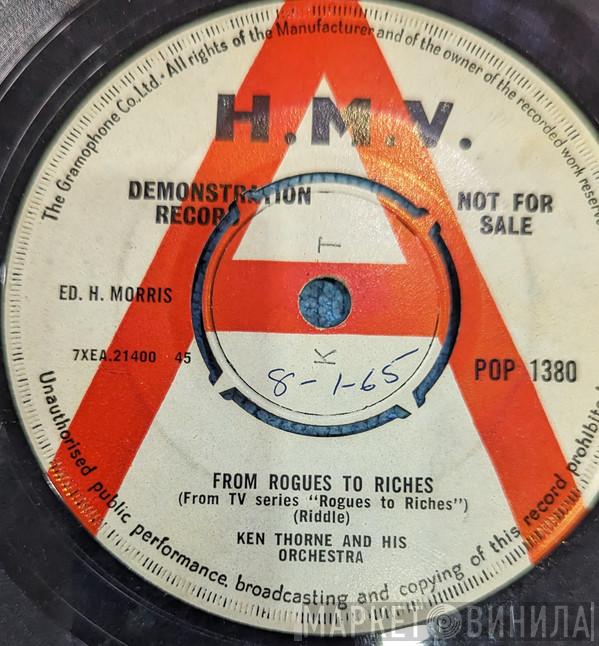 The Gramophone Co. Ltd. · All rights of the Manufacturer and of the owner of the recorded work reserve
H.M.V.
DEMONSTRATION
RECORD
NOT FOR
SALE
ED. H. MORRIS
7XEA.21400 45
K T
8-1-65
POP 1380
FROM ROGUES TO RICHES
(From TV series "Rogues to Riches")
(Riddle)
KEN THORNE AND HIS
ORCHESTRA
Unauthorised public performance, broadcasting and copying of this record prohibite
МАРКЕТ ВИНИЛА